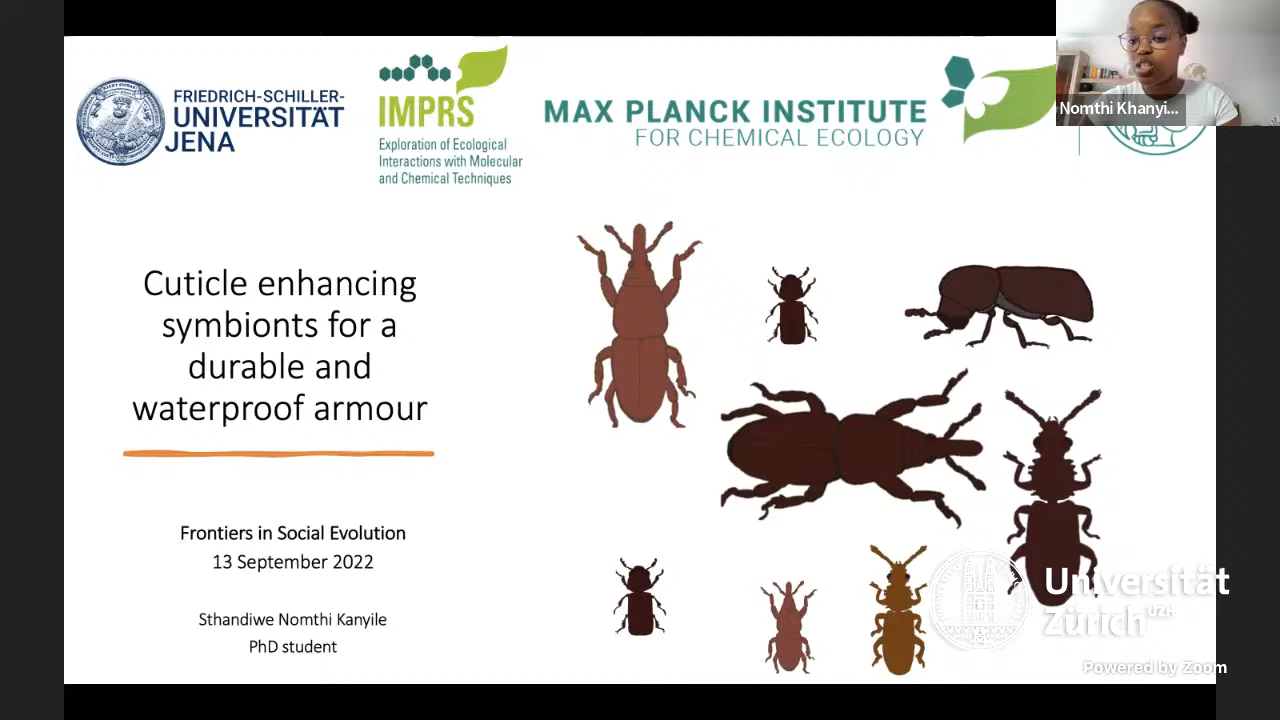 FRIEDRICH-SCHILLER-
UNIVERSITÄT
JENA
IMPRS
Exploration of Ecological
Interactions with Molecular
and Chemical Techniques
MAX PLANCK INSTITUTE
FOR CHEMICAL ECOLOGY
Nomthi Khanyi...
Cuticle enhancing
symbionts for a
durable and
waterproof armour
Frontiers in Social Evolution
13 September 2022
Sthandiwe Nomthi Kanyile
PhD student
Universität
Zürich UZH
Powered by Zoom